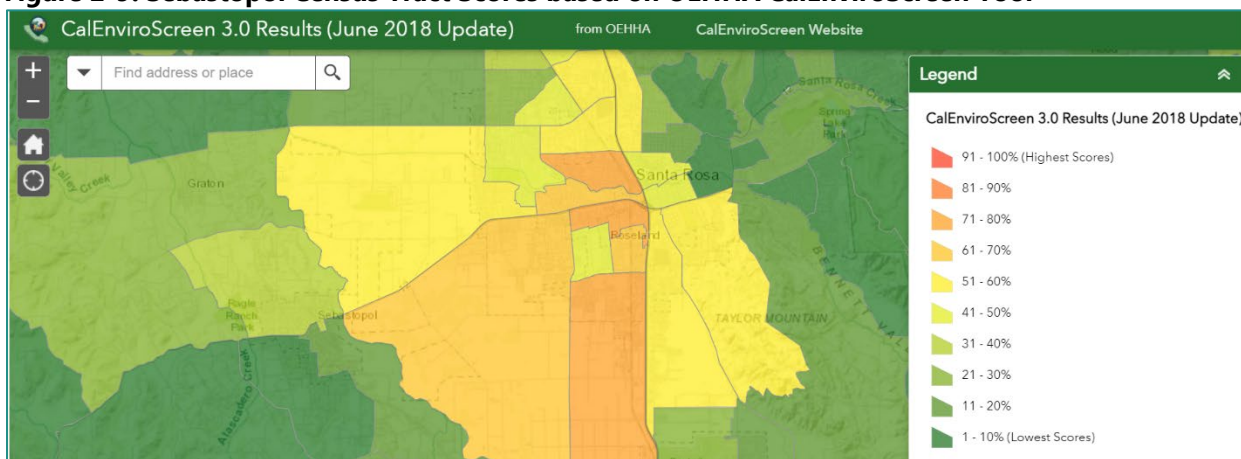 CalEnviroScreen 3.0 Results (June 2018 Update)
from OEHHA
CalEnviroScreen Website
Find address or place
Legend
CalEnviroScreen 3.0 Results (June 2018 Update)
91 - 100% (Highest Scores)
81 - 90%
71 - 80%
61 - 70%
51 - 60%
41 - 50%
31 - 40%
21 - 30%
11 - 20%
1 - 10% (Lowest Scores)
Santa Rosa Creek
Spring
Lake
Park
Valley Creek
Graton
Santa Rosa
Roseland
Ragle
Ranch
Park
Sebastopol
TAYLOR MOUNTAIN
BENNETT
Atascadero Creek